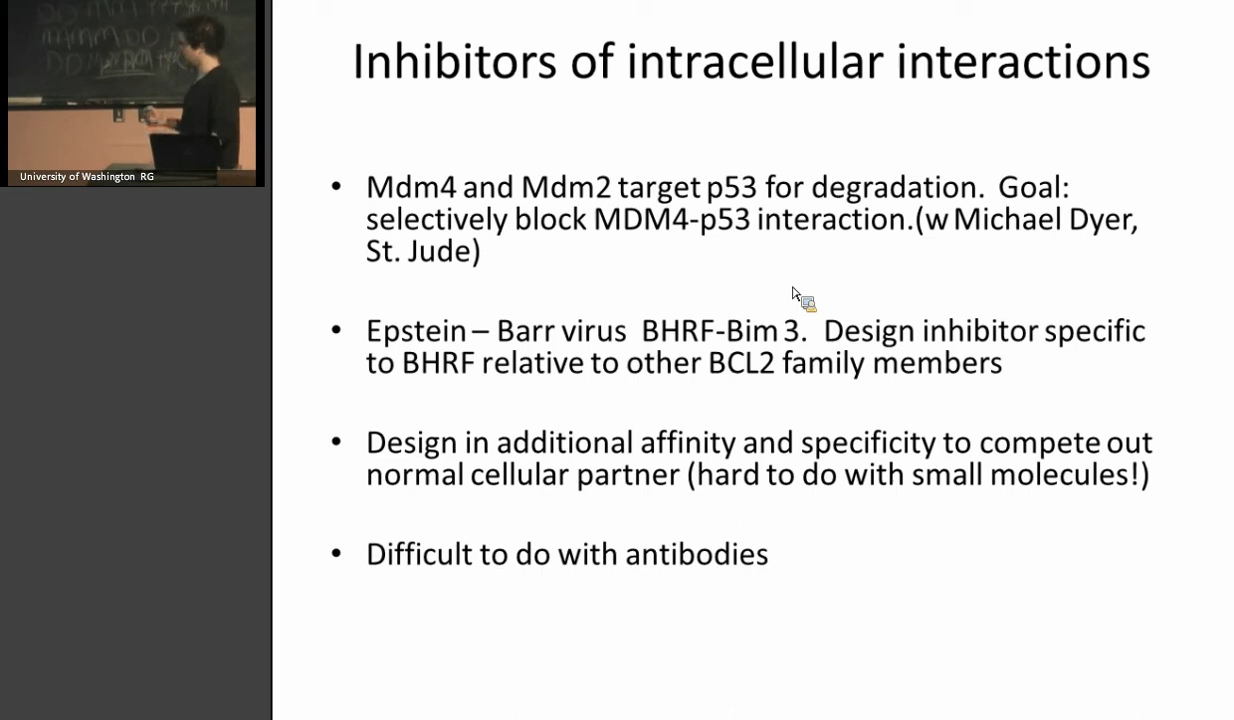 Inhibitors of intracellular interactions
University of Washington RG
• Mdm4 and Mdm2 target p53 for degradation. Goal:
selectively block MDM4-p53 interaction.(w Michael Dyer,
St. Jude)
• Epstein – Barr virus BHRF-Bim 3. Design inhibitor specific
to BHRF relative to other BCL2 family members
• Design in additional affinity and specificity to compete out
normal cellular partner (hard to do with small molecules!)
• Difficult to do with antibodies